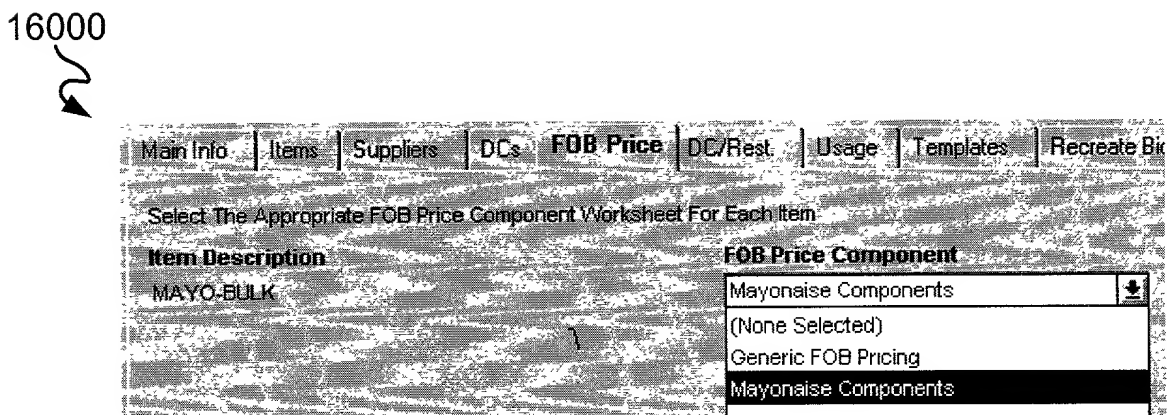 16000
Main Info Items Suppliers DCs FOB Price DC/Rest. Usage Templates Recreate Bid
Select The Appropriate FOB Price Component Worksheet For Each Item
Item Description FOB Price Component
MAYO-BULK Mayonaise Components
(None Selected)
Generic FOB Pricing
Mayonaise Components